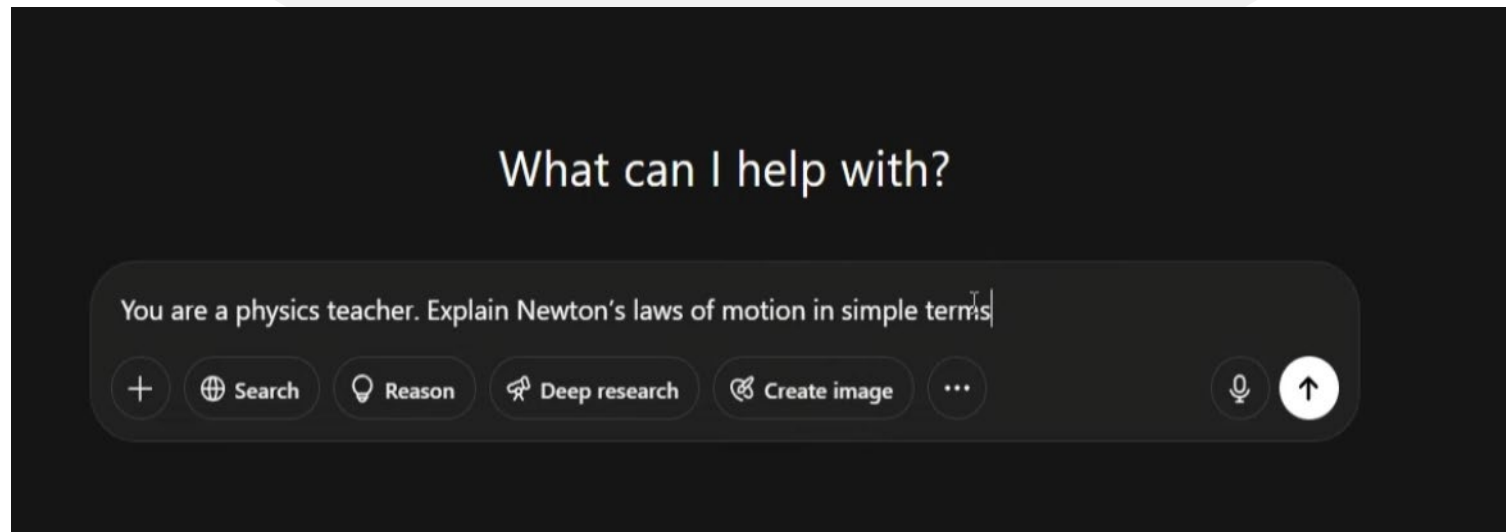 What can I help with?
You are a physics teacher. Explain Newton’s laws of motion in simple terms
Search Reason Deep research Create image